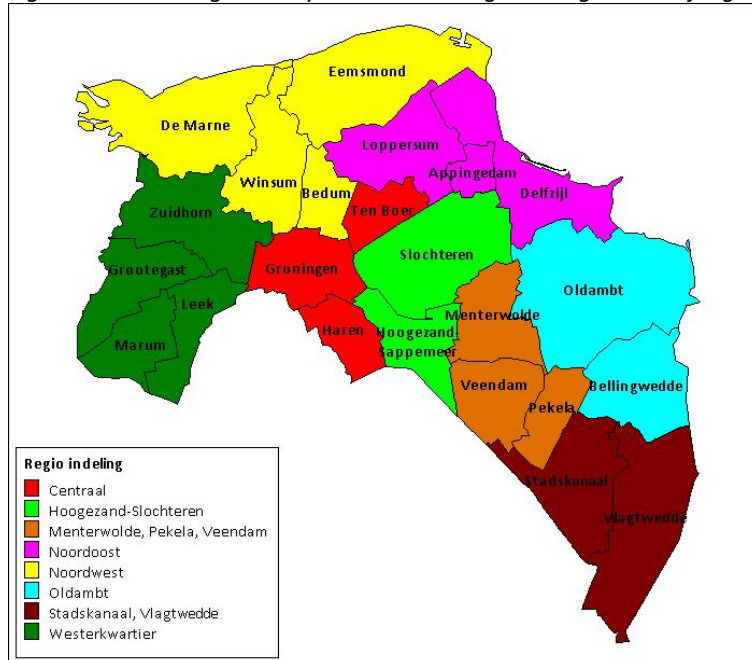 Eemsmond
De Marne
Loppersum
Appingedam
Winsum
Bedum
Delfzijl
Zuidhorn
Ten Boer
Slochteren
Grootegast
Groningen
Oldambt
Leek
Menterwolde
Haren
Hoogezand-
Sappemeer
Marum
Veendam
Bellingwedde
Pekela
Stadskanaal
Vlagtwedde
Regio indeling
Centraal
Hoogezand-Slochteren
Menterwolde, Pekela, Veendam
Noordoost
Noordwest
Oldambt
Stadskanaal, Vlagtwedde
Westerkwartier